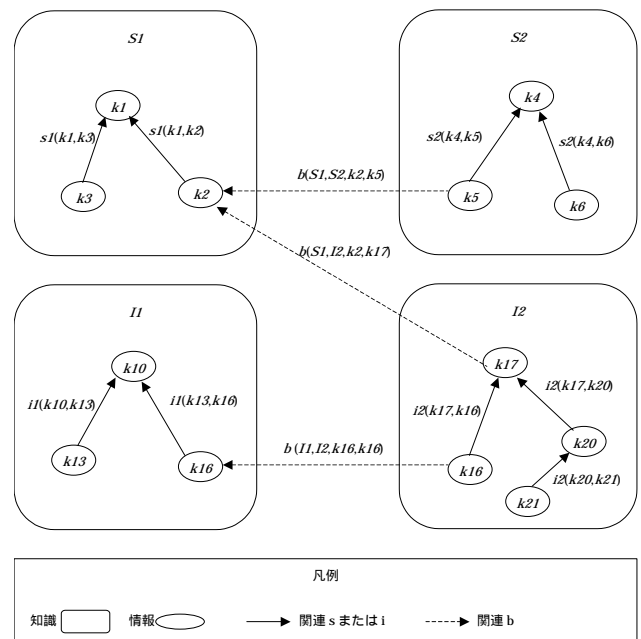 S1
S2
k1
k4
s1(k1,k3)
s1(k1,k2)
s2(k4,k5)
s2(k4,k6)
k3
k2
b(S1,S2,k2,k5)
k5
k6
b(S1,I2,k2,k17)
I1
I2
k10
k17
i1(k10,k13)
i1(k13,k16)
i2(k17,k16)
i2(k17,k20)
k13
k16
b (I1,I2,k16,k16)
k16
k20
i2(k20,k21)
k21
凡例
知識
情報
関連 s または i
関連 b